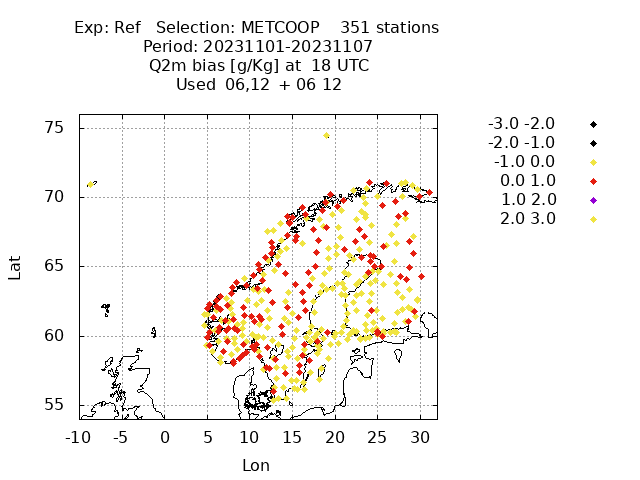 Exp: Ref   Selection: METCOOP    351 stations
Period: 20231101-20231107
Q2m bias [g/Kg] at  18 UTC
Used  06,12  + 06 12
-3.0 -2.0
-2.0 -1.0
-1.0 0.0
0.0 1.0
1.0 2.0
2.0 3.0
Lat
75
70
65
60
55
-10 -5 0 5 10 15 20 25 30
Lon